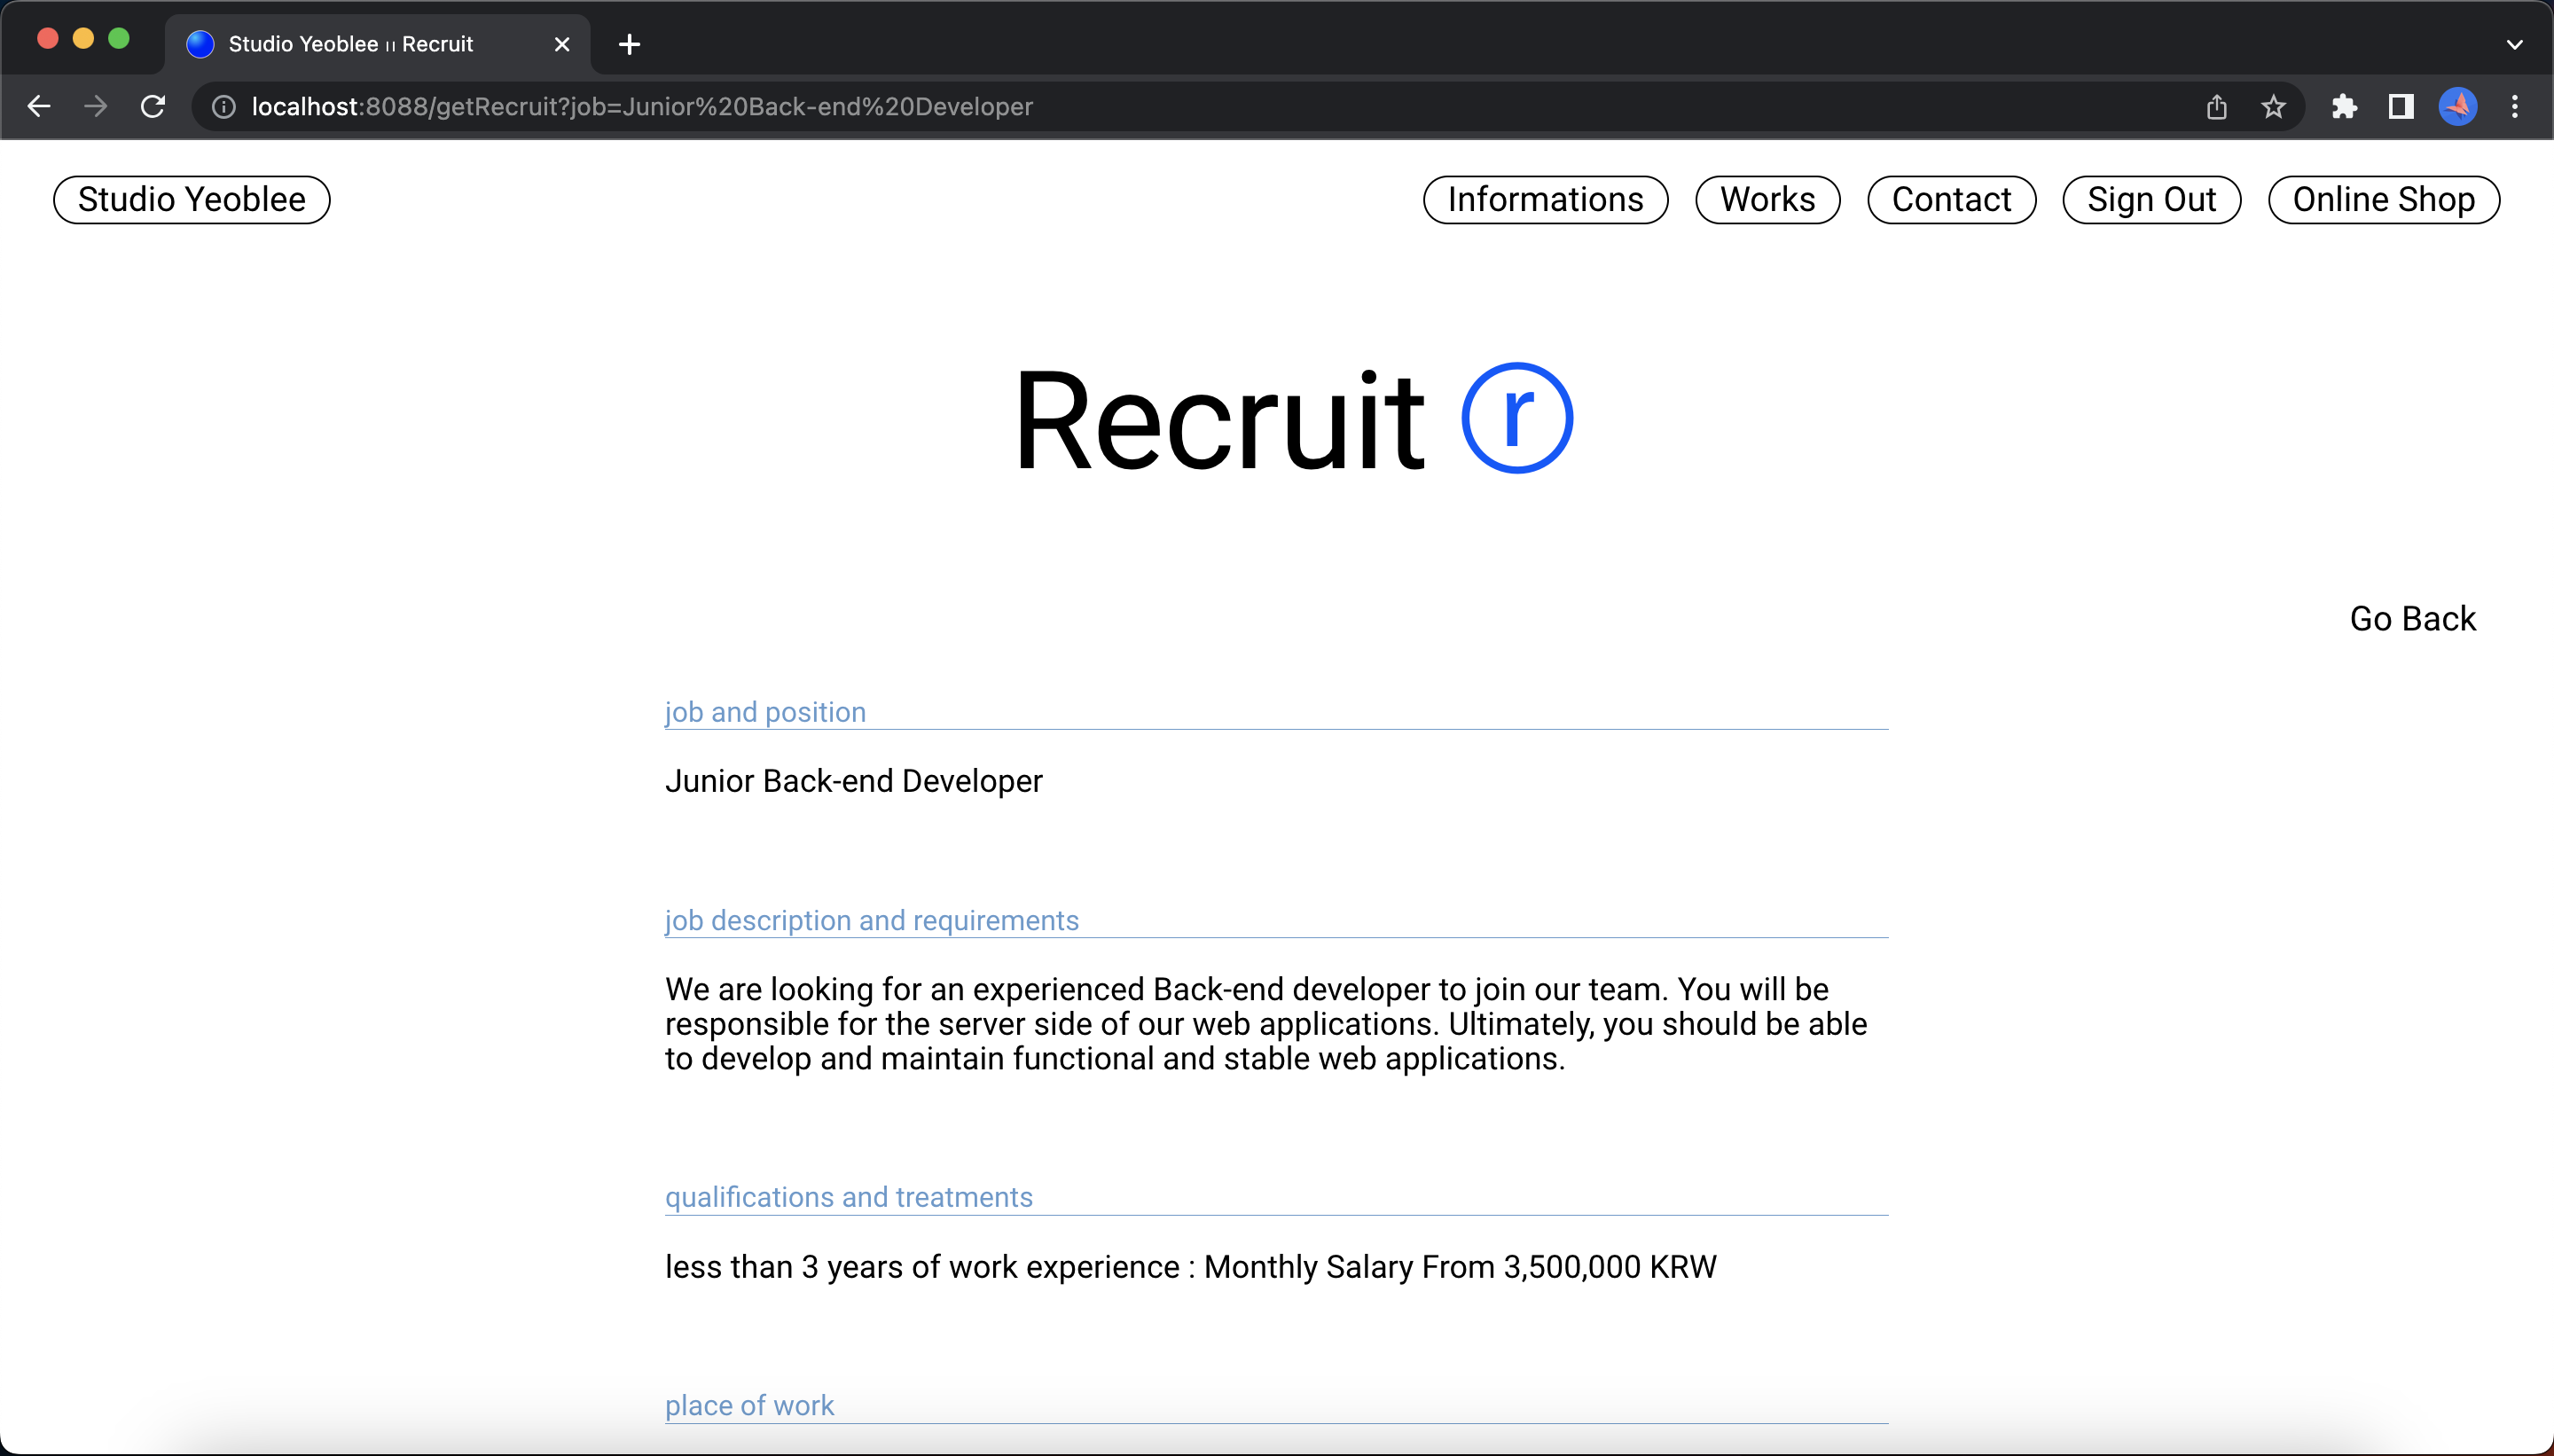 Studio Yeoblee ıı Recruit
localhost:8088/getRecruit?job=Junior%20Back-end%20Developer
Studio Yeoblee
Informations
Works
Contact
Sign Out
Online Shop
Recruit r
Go Back
job and position
Junior Back-end Developer
job description and requirements
We are looking for an experienced Back-end developer to join our team. You will be
responsible for the server side of our web applications. Ultimately, you should be able
to develop and maintain functional and stable web applications.
qualifications and treatments
less than 3 years of work experience : Monthly Salary From 3,500,000 KRW
place of work